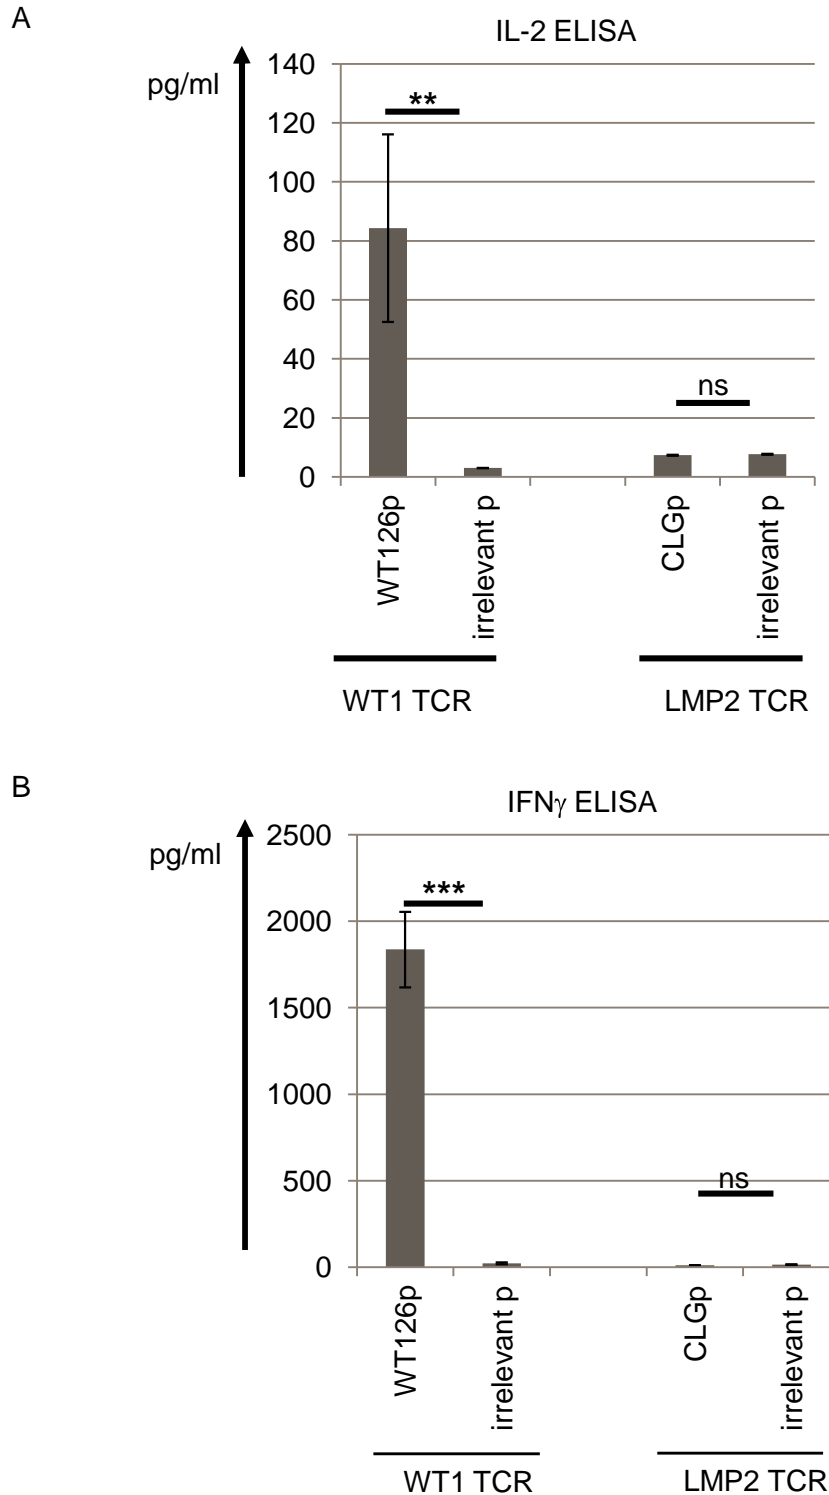 A
IL-2 ELISA
pg/ml
140
120
100
80
60
40
20
0
**
ns
WT126p
irrelevant p
CLGp
irrelevant p
WT1 TCR
LMP2 TCR
B
IFNγ ELISA
pg/ml
2500
2000
1500
1000
500
0
***
ns
WT126p
irrelevant p
CLGp
irrelevant p
WT1 TCR
LMP2 TCR